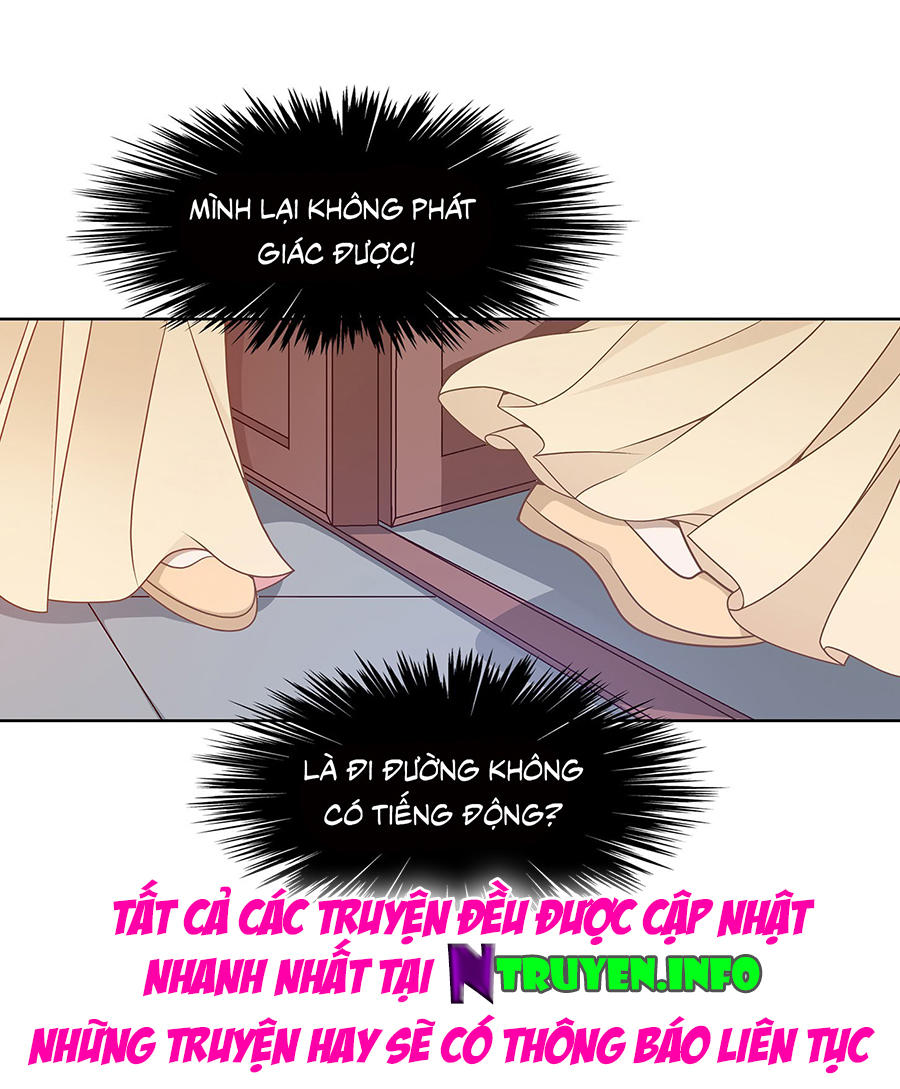 MÌNH LẠI KHÔNG PHÁT
GIÁC ĐƯỢC!
LÀ ĐI ĐƯỜNG KHÔNG
CÓ TIẾNG ĐỘNG?
TẤT CẢ CÁC TRUYỆN ĐỀU ĐƯỢC CẬP NHẬT
NHANH NHẤT TẠI NTRUYEN.INFO
NHỮNG TRUYỆN HAY SẼ CÓ THÔNG BÁO LIÊN TỤC